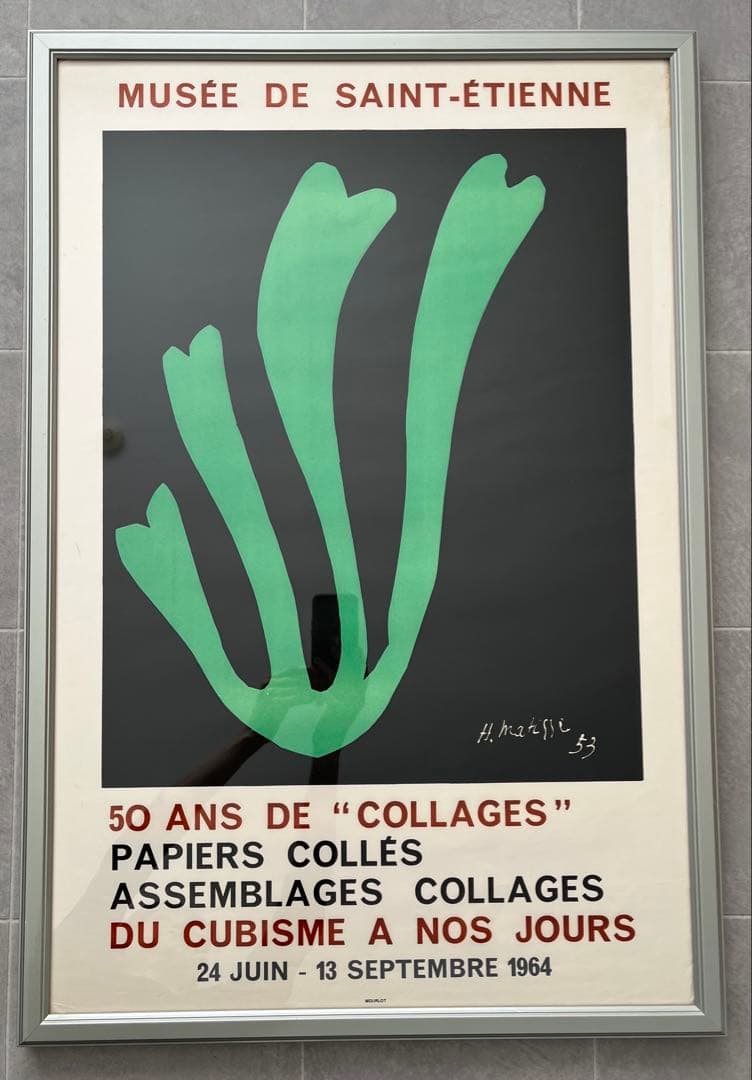 MUSÉE DE SAINT-ÉTIENNE
H. Matisse
53
50 ANS DE “COLLAGES”
PAPIERS COLLÉS
ASSEMBLAGES COLLAGES
DU CUBISME A NOS JOURS
24 JUIN - 13 SEPTEMBRE 1964
MOURLOT